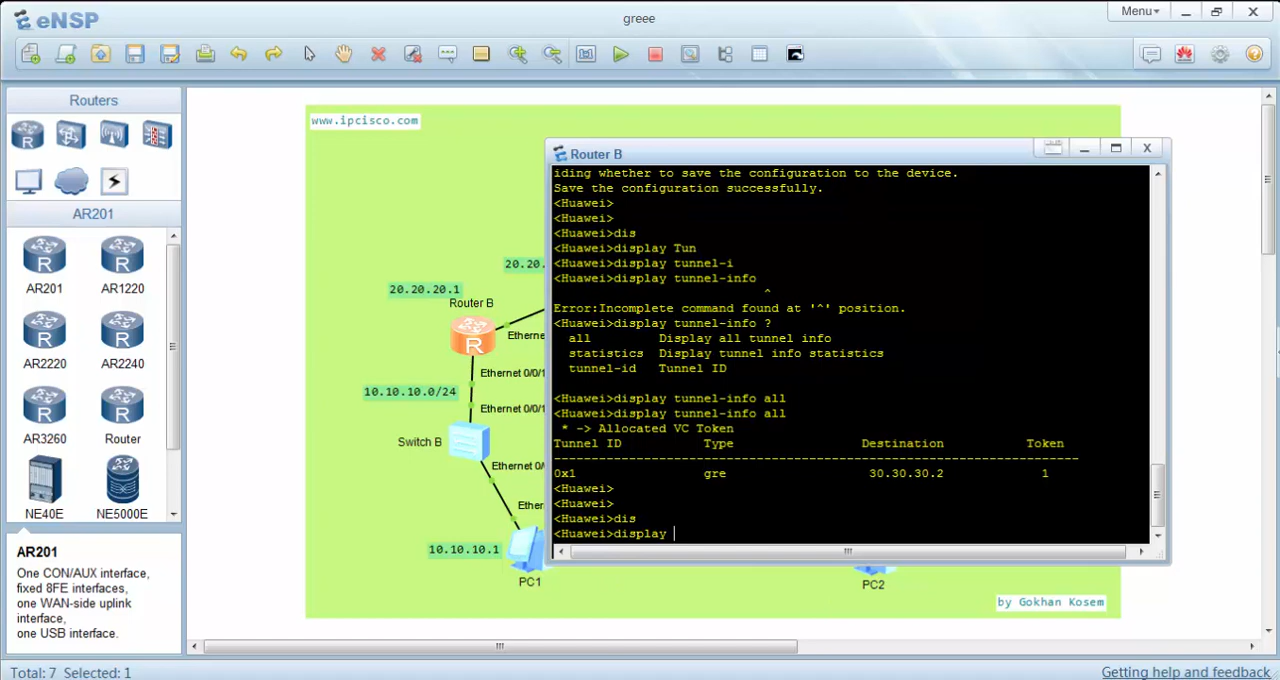 eNSP
greee
Menu
Routers
AR201
AR201
AR1220
AR2220
AR2240
AR3260
Router
NE40E
NE5000E
AR201
One CON/AUX interface,
fixed 8FE interfaces,
one WAN-side uplink
interface,
one USB interface.
www.ipcisco.com
20.20.
20.20.20.1
Router B
Etherne
Ethernet 0/0/
10.10.10.0/24
Ethernet 0/0/1
Switch B
Ethernet 0/
Ether
10.10.10.1
PC1
PC2
by Gokhan Kosem
Router B
iding whether to save the configuration to the device.
Save the configuration successfully.
<Huawei>
<Huawei>
<Huawei>dis
<Huawei>display Tun
<Huawei>display tunnel-i
<Huawei>display tunnel-info
^
Error:Incomplete command found at '^' position.
<Huawei>display tunnel-info ?
all Display all tunnel info
statistics Display tunnel info statistics
tunnel-id Tunnel ID
<Huawei>display tunnel-info all
<Huawei>display tunnel-info all
* -> Allocated VC Token
Tunnel ID Type Destination Token
----------------------------------------------------------------------
0x1 gre 30.30.30.2 1
<Huawei>
<Huawei>
<Huawei>dis
<Huawei>display
Total: 7 Selected: 1
Getting help and feedback